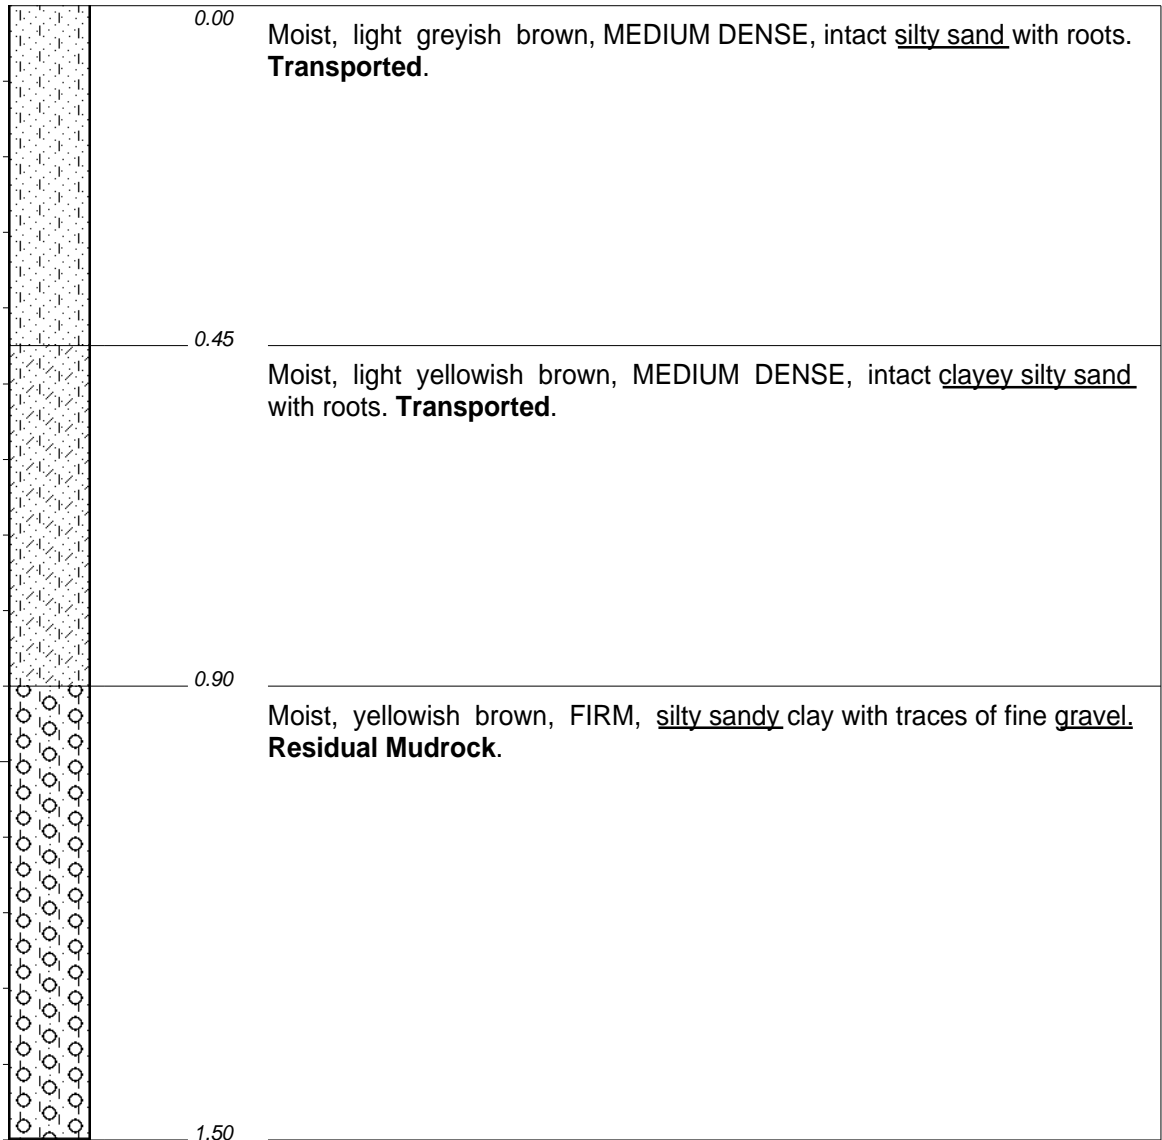 0.00
Moist, light greyish brown, MEDIUM DENSE, intact silty sand with roots.
Transported.
0.45
Moist, light yellowish brown, MEDIUM DENSE, intact clayey silty sand
with roots. Transported.
0.90
Moist, yellowish brown, FIRM, silty sandy clay with traces of fine gravel.
Residual Mudrock.
1.50